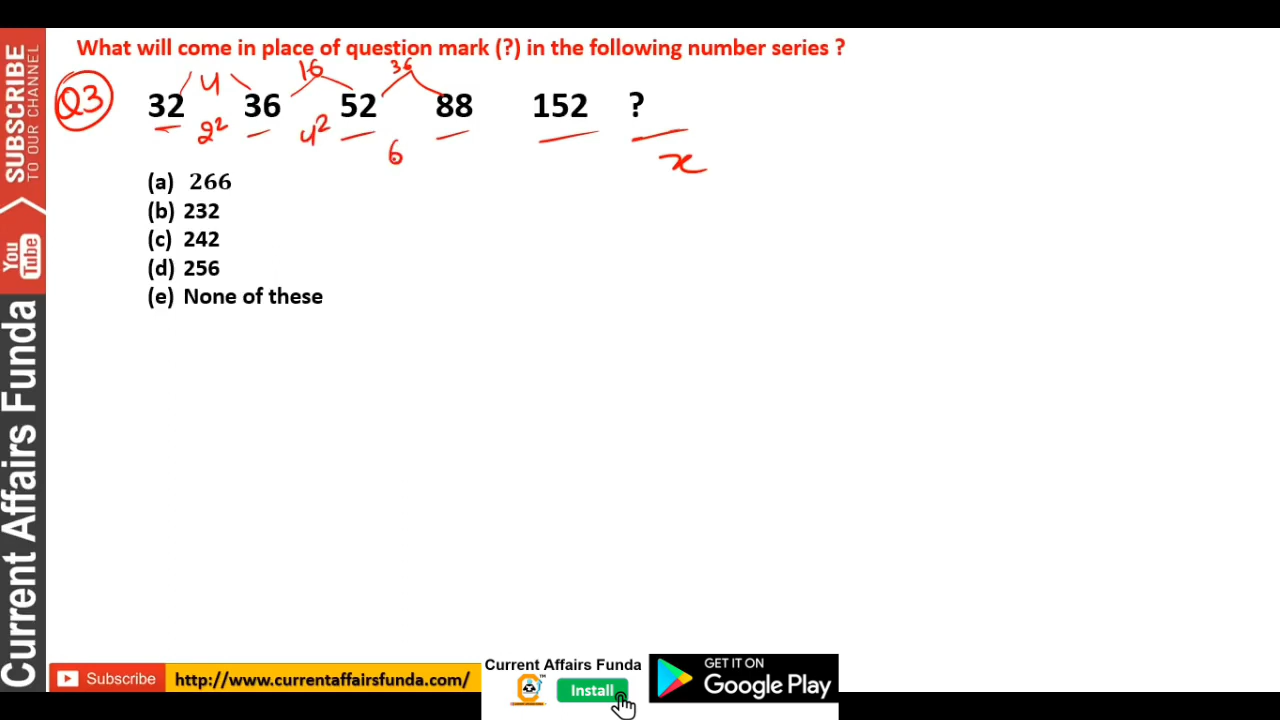 What will come in place of question mark (?) in the following number series ?
4 16 36
Q3 32 36 52 88 152 ?
2² 4² 6 x
(a) 266
(b) 232
(c) 242
(d) 256
(e) None of these
SUBSCRIBE
TO OUR CHANNEL
You
Tube
Current Affairs Funda
Subscribe http://www.currentaffairsfunda.com/
Current Affairs Funda
Install
GET IT ON
Google Play